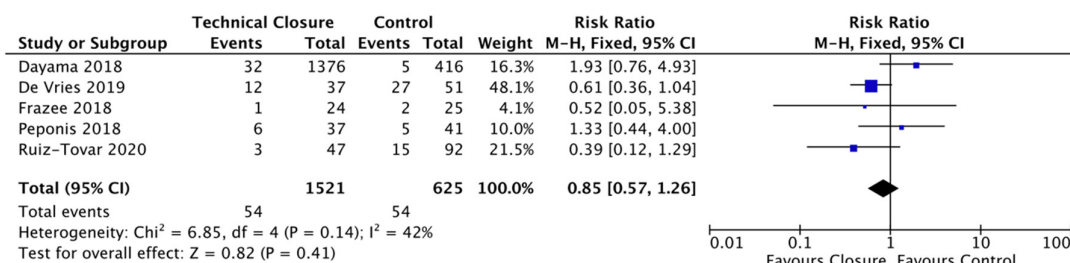 Technical Closure Control Risk Ratio Risk Ratio
Study or Subgroup Events Total Events Total Weight M-H, Fixed, 95% CI M-H, Fixed, 95% CI
Dayama 2018 32 1376 5 416 16.3% 1.93 [0.76, 4.93]
De Vries 2019 12 37 27 51 48.1% 0.61 [0.36, 1.04]
Frazee 2018 1 24 2 25 4.1% 0.52 [0.05, 5.38]
Peponis 2018 6 37 5 41 10.0% 1.33 [0.44, 4.00]
Ruiz-Tovar 2020 3 47 15 92 21.5% 0.39 [0.12, 1.29]
Total (95% CI) 1521 625 100.0% 0.85 [0.57, 1.26]
Total events 54 54
Heterogeneity: Chi² = 6.85, df = 4 (P = 0.14); I² = 42%
Test for overall effect: Z = 0.82 (P = 0.41)
0.01 0.1 1 10 100
Favours Closure Favours Control